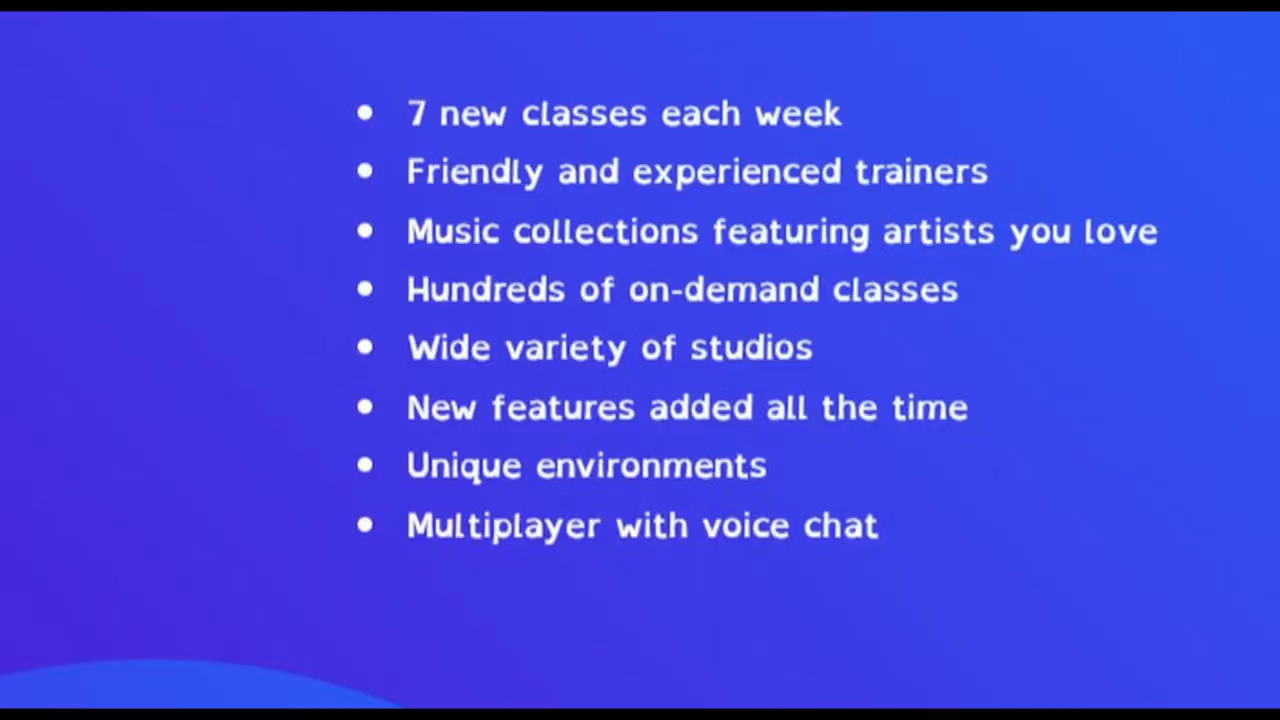 • 7 new classes each week
• Friendly and experienced trainers
• Music collections featuring artists you love
• Hundreds of on-demand classes
• Wide variety of studios
• New features added all the time
• Unique environments
• Multiplayer with voice chat